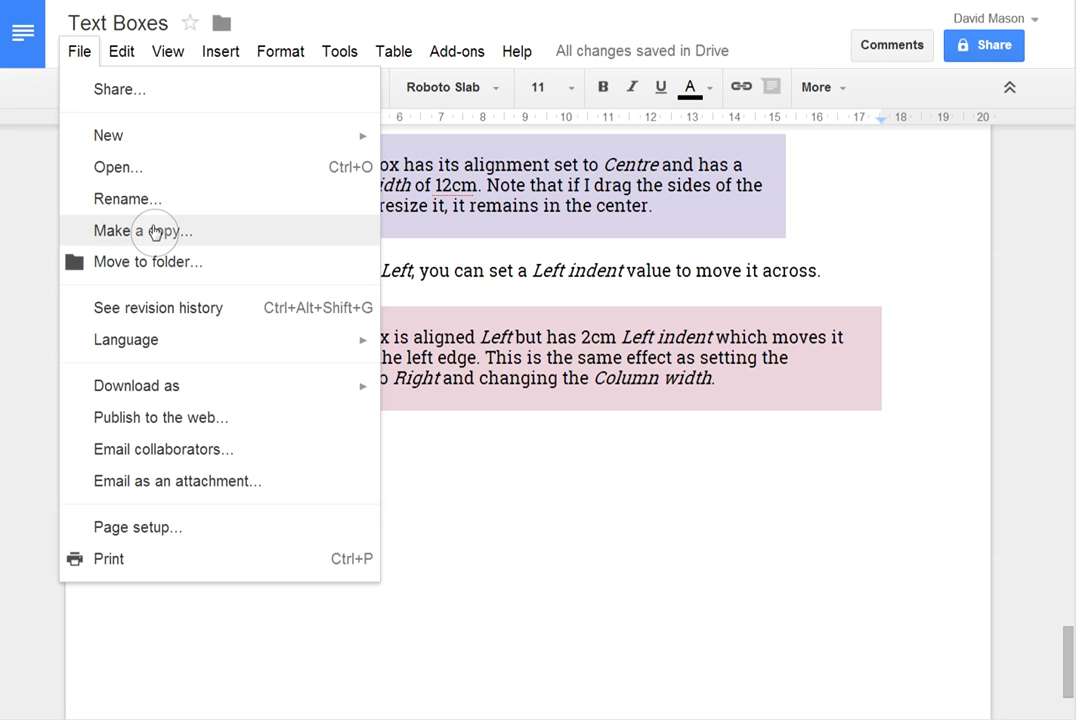 Text Boxes
David Mason
File Edit View Insert Format Tools Table Add-ons Help All changes saved in Drive
Comments Share
Roboto Slab 11 B I U A More
6 7 8 9 10 11 12 13 14 15 16 17 18 19 20
Share...
New
Open... Ctrl+O
Rename...
Make a copy...
Move to folder...
See revision history Ctrl+Alt+Shift+G
Language
Download as
Publish to the web...
Email collaborators...
Email as an attachment...
Page setup...
Print Ctrl+P
ox has its alignment set to Centre and has a
idth of 12cm. Note that if I drag the sides of the
resize it, it remains in the center.
Left, you can set a Left indent value to move it across.
x is aligned Left but has 2cm Left indent which moves it
he left edge. This is the same effect as setting the
o Right and changing the Column width.